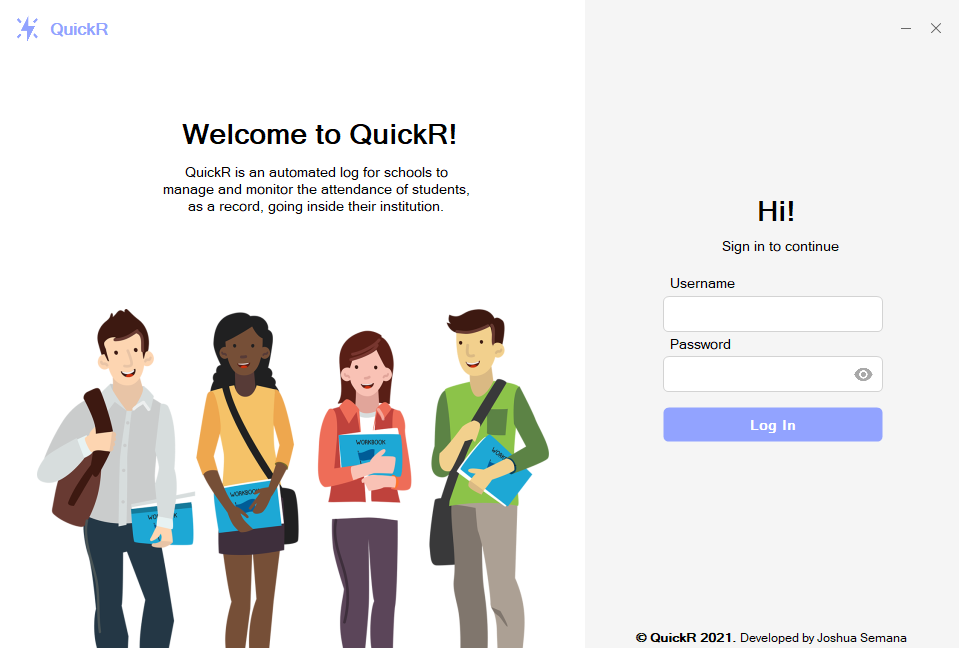 QuickR
Welcome to QuickR!
QuickR is an automated log for schools to
manage and monitor the attendance of students,
as a record, going inside their institution.
Hi!
Sign in to continue
Username
Password
Log In
WORKBOOK
WORKBOOK
© QuickR 2021. Developed by Joshua Semana